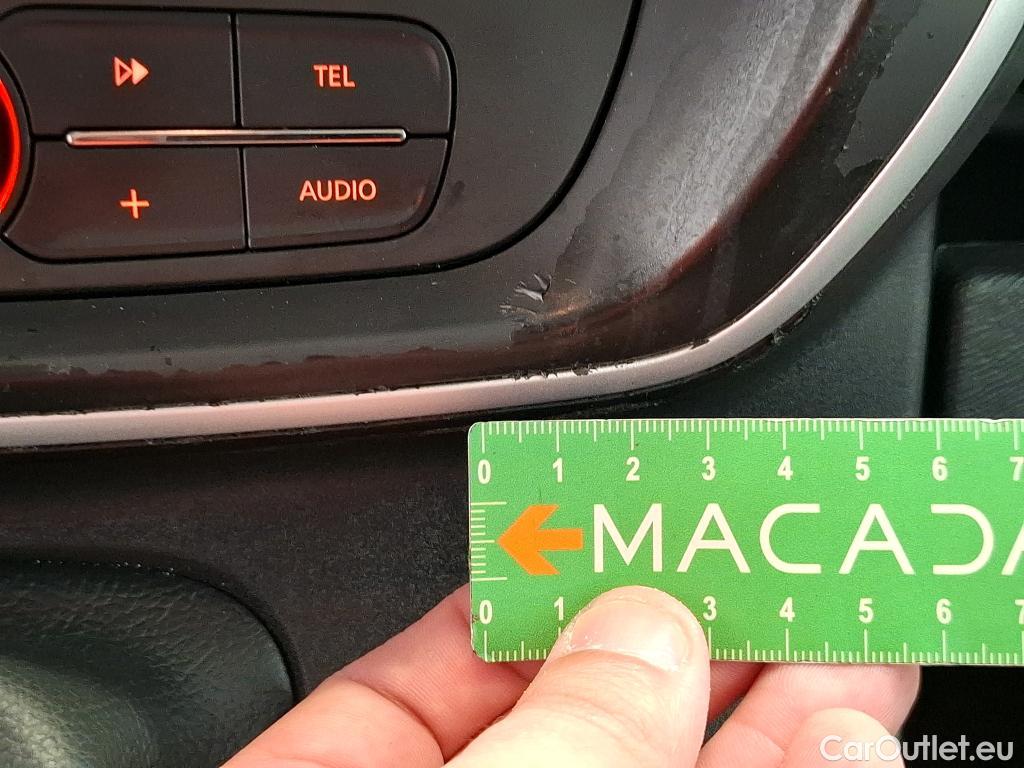 TEL
+
AUDIO
0 1 2 3 4 5 6 7
MACADA
0 1 3 4 5 6 7
CarOutlet.eu